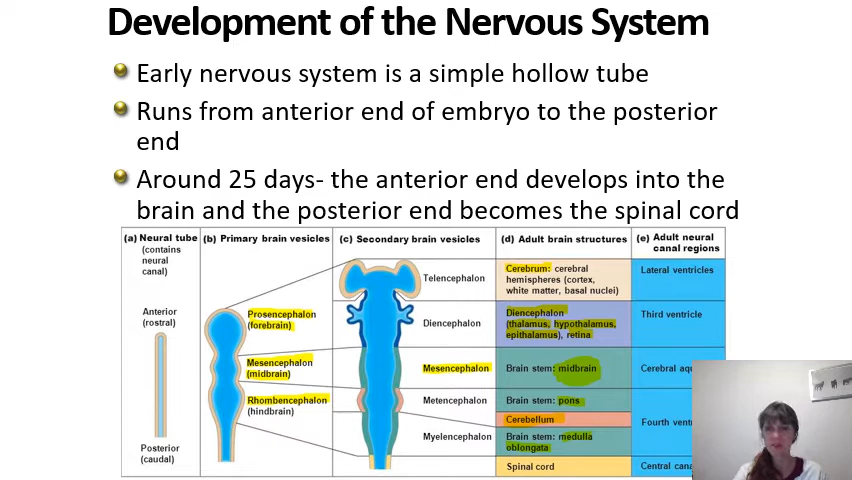 Development of the Nervous System
Early nervous system is a simple hollow tube
Runs from anterior end of embryo to the posterior
end
Around 25 days- the anterior end develops into the
brain and the posterior end becomes the spinal cord
(a) Neural tube
(contains
neural
canal)
Anterior
(rostral)
Posterior
(caudal)
(b) Primary brain vesicles
Prosencephalon
(forebrain)
Mesencephalon
(midbrain)
Rhombencephalon
(hindbrain)
(c) Secondary brain vesicles
Telencephalon
Diencephalon
Mesencephalon
Metencephalon
Myelencephalon
(d) Adult brain structures
Cerebrum: cerebral
hemispheres (cortex,
white matter, basal nuclei)
Diencephalon
(thalamus, hypothalamus,
epithalamus), retina
Brain stem: midbrain
Brain stem: pons
Cerebellum
Brain stem: medulla
oblongata
Spinal cord
(e) Adult neural
canal regions
Lateral ventricles
Third ventricle
Cerebral
Fourth
Central